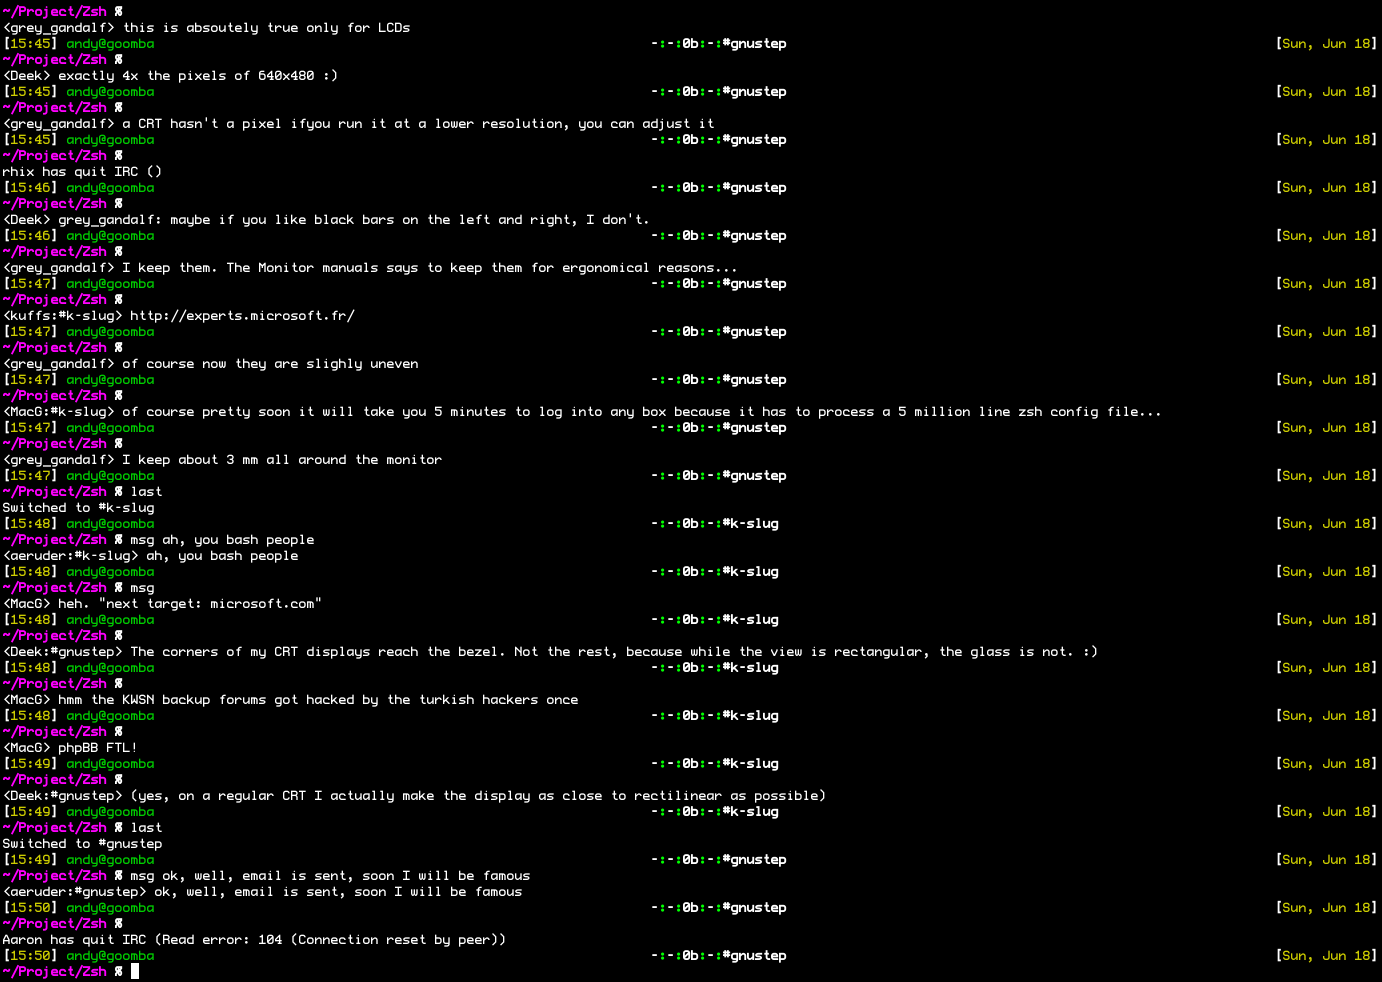 ~/Project/Zsh %
<grey_gandalf> this is absoutely true only for LCDs
[15:45] andy@goomba -:-:0b:-:#gnustep [Sun, Jun 18]
~/Project/Zsh %
<Deek> exactly 4x the pixels of 640x480 :)
[15:45] andy@goomba -:-:0b:-:#gnustep [Sun, Jun 18]
~/Project/Zsh %
<grey_gandalf> a CRT hasn't a pixel ifyou run it at a lower resolution, you can adjust it
[15:45] andy@goomba -:-:0b:-:#gnustep [Sun, Jun 18]
~/Project/Zsh %
rhix has quit IRC ()
[15:46] andy@goomba -:-:0b:-:#gnustep [Sun, Jun 18]
~/Project/Zsh %
<Deek> grey_gandalf: maybe if you like black bars on the left and right, I don't.
[15:46] andy@goomba -:-:0b:-:#gnustep [Sun, Jun 18]
~/Project/Zsh %
<grey_gandalf> I keep them. The Monitor manuals says to keep them for ergonomical reasons...
[15:47] andy@goomba -:-:0b:-:#gnustep [Sun, Jun 18]
~/Project/Zsh %
<kuffs:#k-slug> http://experts.microsoft.fr/
[15:47] andy@goomba -:-:0b:-:#gnustep [Sun, Jun 18]
~/Project/Zsh %
<grey_gandalf> of course now they are slighly uneven
[15:47] andy@goomba -:-:0b:-:#gnustep [Sun, Jun 18]
~/Project/Zsh %
<MacG:#k-slug> of course pretty soon it will take you 5 minutes to log into any box because it has to process a 5 million line zsh config file...
[15:47] andy@goomba -:-:0b:-:#gnustep [Sun, Jun 18]
~/Project/Zsh %
<grey_gandalf> I keep about 3 mm all around the monitor
[15:47] andy@goomba -:-:0b:-:#gnustep [Sun, Jun 18]
~/Project/Zsh % last
Switched to #k-slug
[15:48] andy@goomba -:-:0b:-:#k-slug [Sun, Jun 18]
~/Project/Zsh % msg ah, you bash people
<aeruder:#k-slug> ah, you bash people
[15:48] andy@goomba -:-:0b:-:#k-slug [Sun, Jun 18]
~/Project/Zsh % msg
<MacG> heh. "next target: microsoft.com"
[15:48] andy@goomba -:-:0b:-:#k-slug [Sun, Jun 18]
~/Project/Zsh %
<Deek:#gnustep> The corners of my CRT displays reach the bezel. Not the rest, because while the view is rectangular, the glass is not. :)
[15:48] andy@goomba -:-:0b:-:#k-slug [Sun, Jun 18]
~/Project/Zsh %
<MacG> hmm the KWSN backup forums got hacked by the turkish hackers once
[15:48] andy@goomba -:-:0b:-:#k-slug [Sun, Jun 18]
~/Project/Zsh %
<MacG> phpBB FTL!
[15:49] andy@goomba -:-:0b:-:#k-slug [Sun, Jun 18]
~/Project/Zsh %
<Deek:#gnustep> (yes, on a regular CRT I actually make the display as close to rectilinear as possible)
[15:49] andy@goomba -:-:0b:-:#k-slug [Sun, Jun 18]
~/Project/Zsh % last
Switched to #gnustep
[15:49] andy@goomba -:-:0b:-:#gnustep [Sun, Jun 18]
~/Project/Zsh % msg ok, well, email is sent, soon I will be famous
<aeruder:#gnustep> ok, well, email is sent, soon I will be famous
[15:50] andy@goomba -:-:0b:-:#gnustep [Sun, Jun 18]
~/Project/Zsh %
Aaron has quit IRC (Read error: 104 (Connection reset by peer))
[15:50] andy@goomba -:-:0b:-:#gnustep [Sun, Jun 18]
~/Project/Zsh %